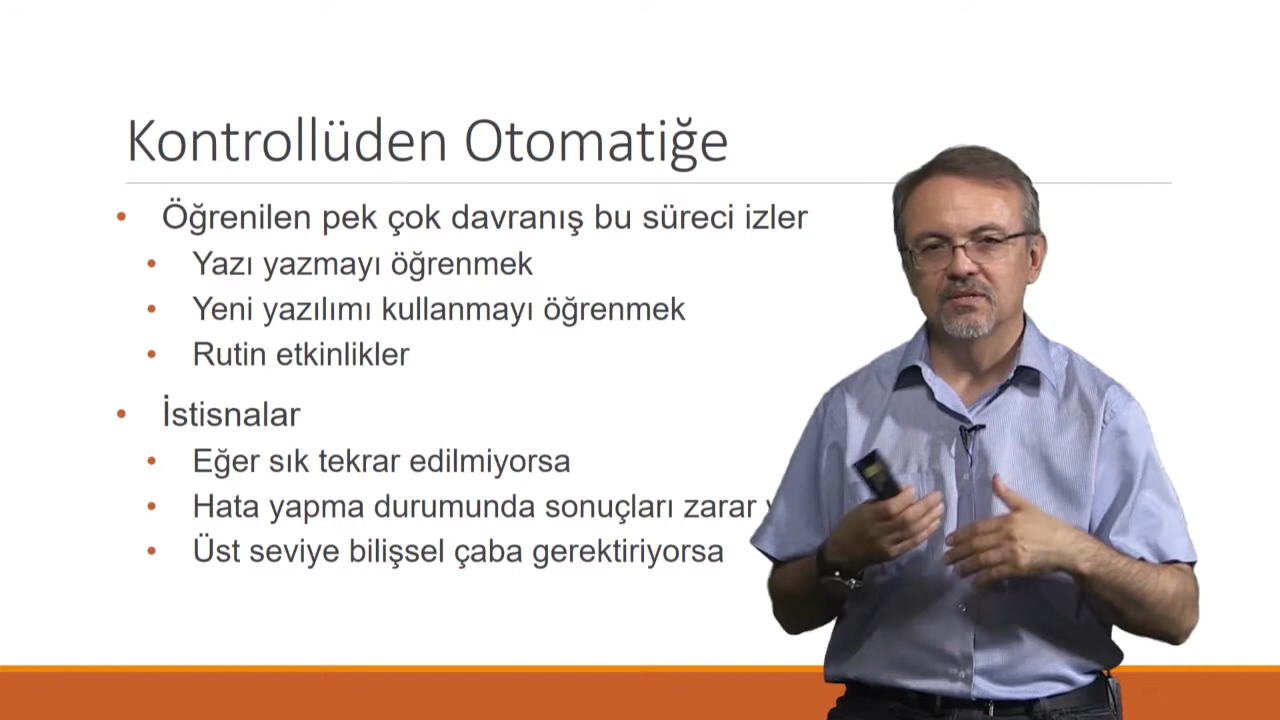 Kontrollüden Otomatiğe
• Öğrenilen pek çok davranış bu süreci izler
• Yazı yazmayı öğrenmek
• Yeni yazılımı kullanmayı öğrenmek
• Rutin etkinlikler
• İstisnalar
• Eğer sık tekrar edilmiyorsa
• Hata yapma durumunda sonuçları zarar
• Üst seviye bilişsel çaba gerektiriyorsa